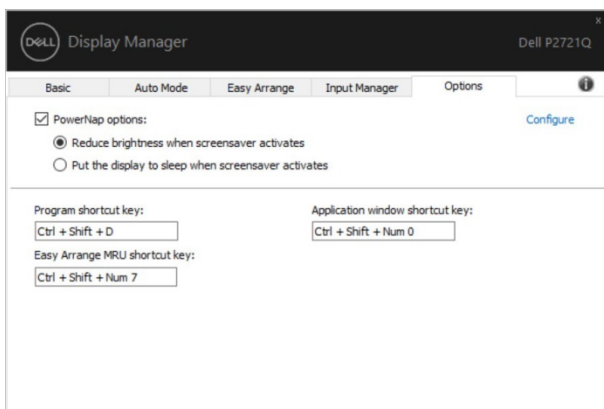 DELL Display Manager
x
Dell P2721Q
Basic Auto Mode Easy Arrange Input Manager Options
PowerNap options: Configure
Reduce brightness when screensaver activates
Put the display to sleep when screensaver activates
Program shortcut key: Application window shortcut key:
Ctrl + Shift + D Ctrl + Shift + Num 0
Easy Arrange MRU shortcut key:
Ctrl + Shift + Num 7